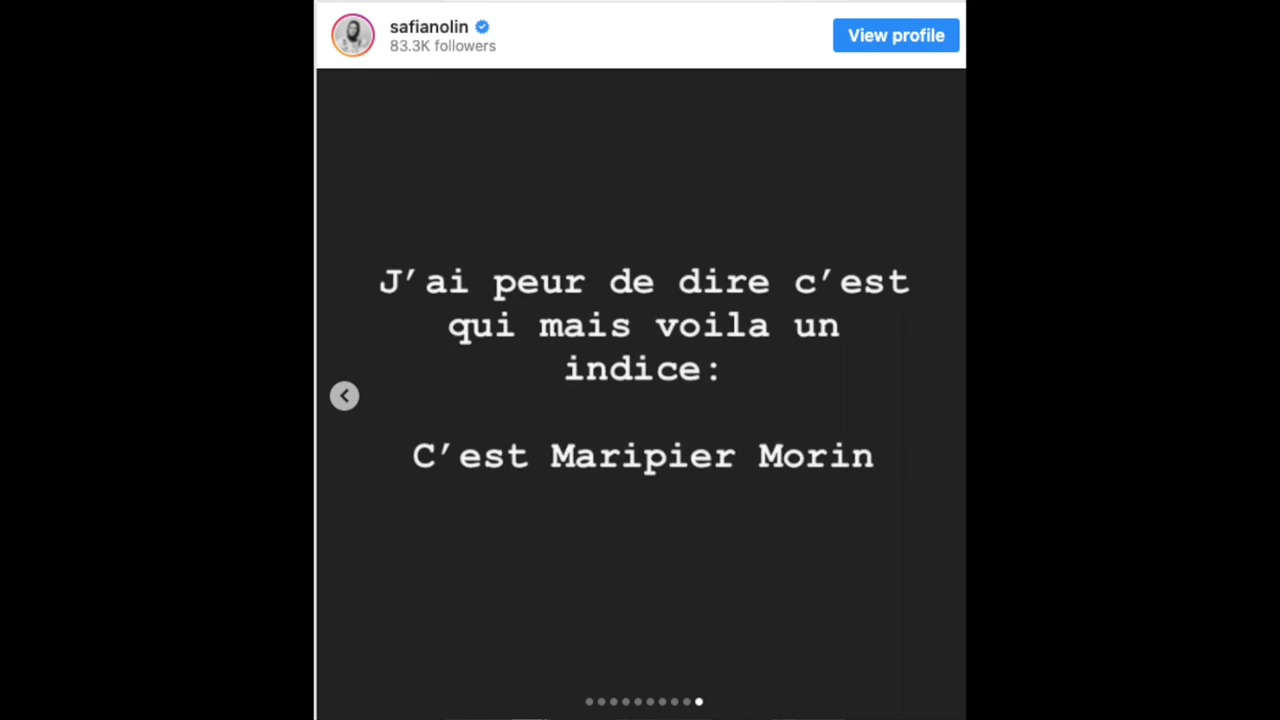 safianolin
83.3K followers
View profile
J'ai peur de dire c'est
qui mais voila un
indice:
C'est Maripier Morin